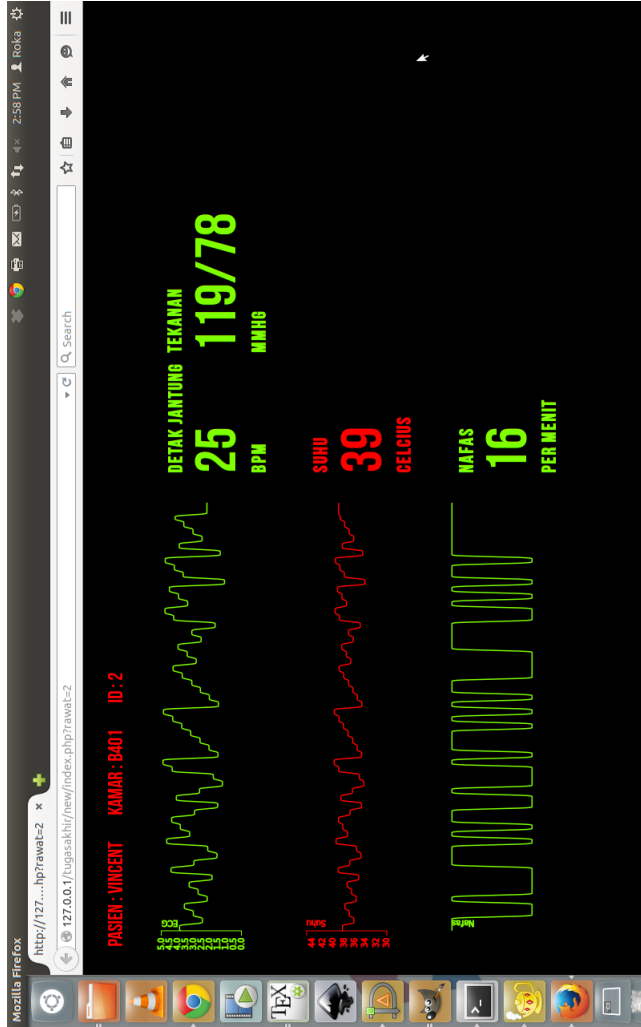 Mozilla Firefox
2:58 PM Roka
http://127....hp?rawat=2 ×
127.0.0.1/tugasakhir/new/index.php?rawat=2
Search
PASIEN : VINCENT KAMAR : B401 ID : 2
ECG
5.0
4.5
4.0
3.5
3.0
2.5
2.0
1.5
1.0
0.5
0.0
DETAK JANTUNG TEKANAN
25 119/78
BPM MMHG
Suhu
44
42
40
38
36
34
32
30
SUHU
39
CELCIUS
Nafas
NAFAS
16
PER MENIT
TEX